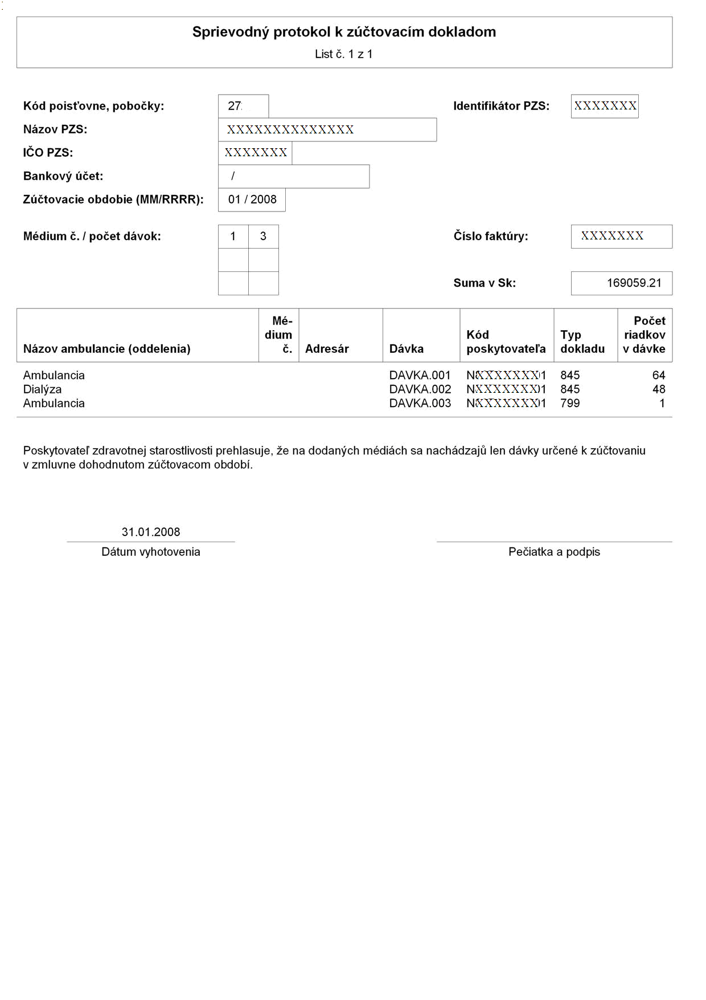 Sprievodný protokol k zúčtovacím dokladom
List č. 1 z 1
Kód poisťovne, pobočky: 27 Identifikátor PZS: XXXXXXX
Názov PZS: XXXXXXXXXXXXXX
IČO PZS: XXXXXXX
Bankový účet: /
Zúčtovacie obdobie (MM/RRRR): 01 / 2008
Médium č. / počet dávok: 1 3 Číslo faktúry: XXXXXXX
Suma v Sk: 169059.21
Mé- Počet
dium Kód Typ riadkov
Názov ambulancie (oddelenia) č. Adresár Dávka poskytovateľa dokladu v dávke
Ambulancia DAVKA.001 NXXXXXXX1 845 64
Dialýza DAVKA.002 NXXXXXXX1 845 48
Ambulancia DAVKA.003 NXXXXXXX1 799 1
Poskytovateľ zdravotnej starostlivosti prehlasuje, že na dodaných médiách sa nachádzajů len dávky určené k zúčtovaniu
v zmluvne dohodnutom zúčtovacom období.
31.01.2008
Dátum vyhotovenia Pečiatka a podpis